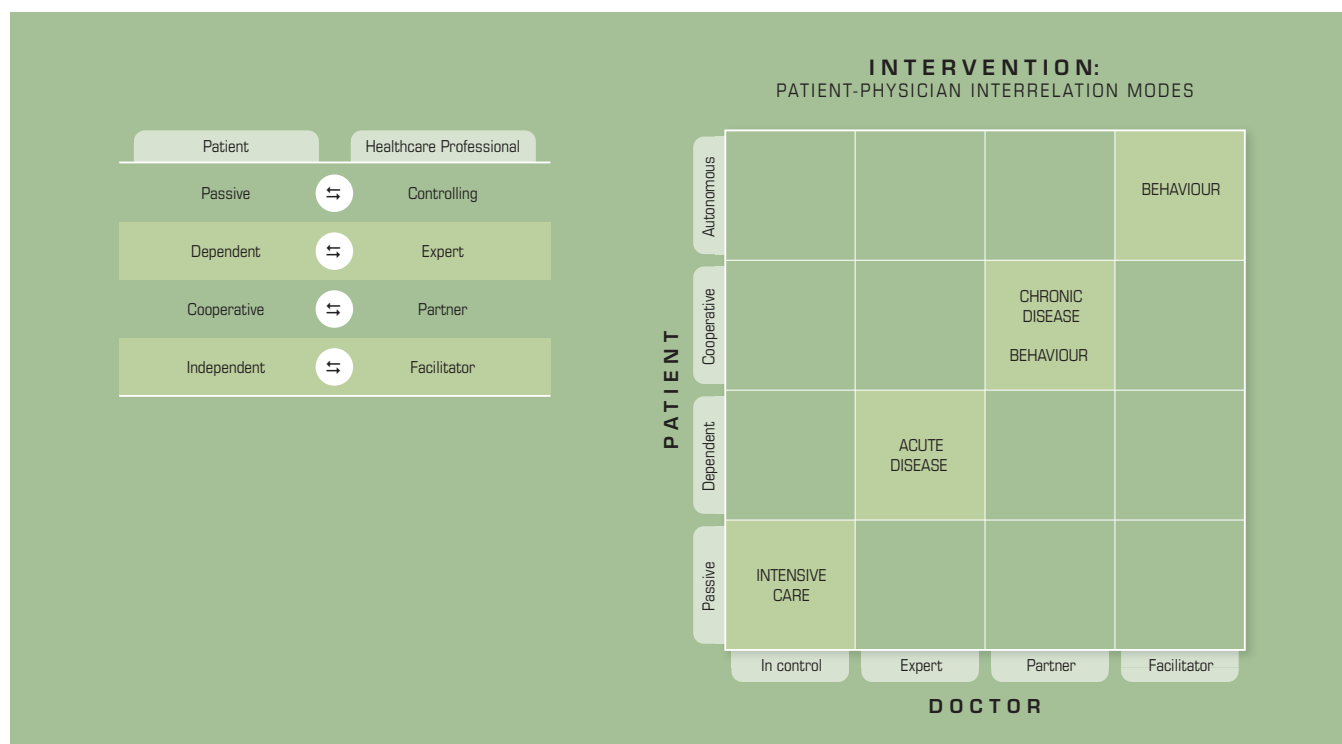 INTERVENTION:
PATIENT-PHYSICIAN INTERRELATION MODES
Patient Healthcare Professional
Passive Controlling
Dependent Expert
Cooperative Partner
Independent Facilitator
PATIENT
Autonomous
BEHAVIOUR
Cooperative
CHRONIC
DISEASE
BEHAVIOUR
Dependent
ACUTE
DISEASE
Passive
INTENSIVE
CARE
In control Expert Partner Facilitator
DOCTOR